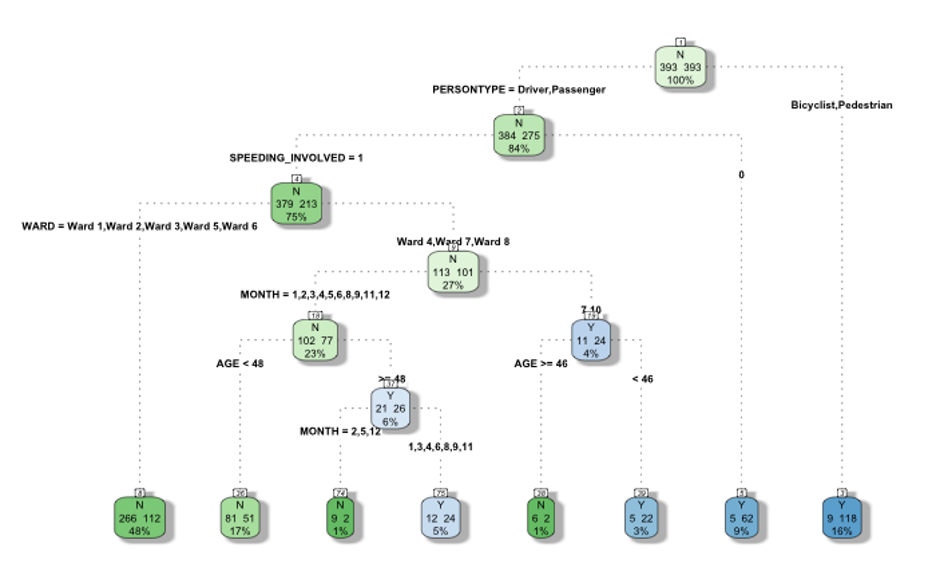 1
N
393 393
100%
PERSONTYPE = Driver,Passenger
Bicyclist,Pedestrian
2
N
384 275
84%
SPEEDING_INVOLVED = 1
0
4
N
379 213
75%
WARD = Ward 1,Ward 2,Ward 3,Ward 5,Ward 6
Ward 4,Ward 7,Ward 8
9
N
113 101
27%
MONTH = 1,2,3,4,5,6,8,9,11,12
7,10
18
N
102 77
23%
19
Y
11 24
4%
AGE < 48
>= 48
AGE >= 46
< 46
37
Y
21 26
6%
MONTH = 2,5,12
1,3,4,6,8,9,11
8
N
266 112
48%
36
N
81 51
17%
74
N
9 2
1%
75
Y
12 24
5%
38
N
6 2
1%
39
Y
5 22
3%
5
Y
5 62
9%
3
Y
9 118
16%